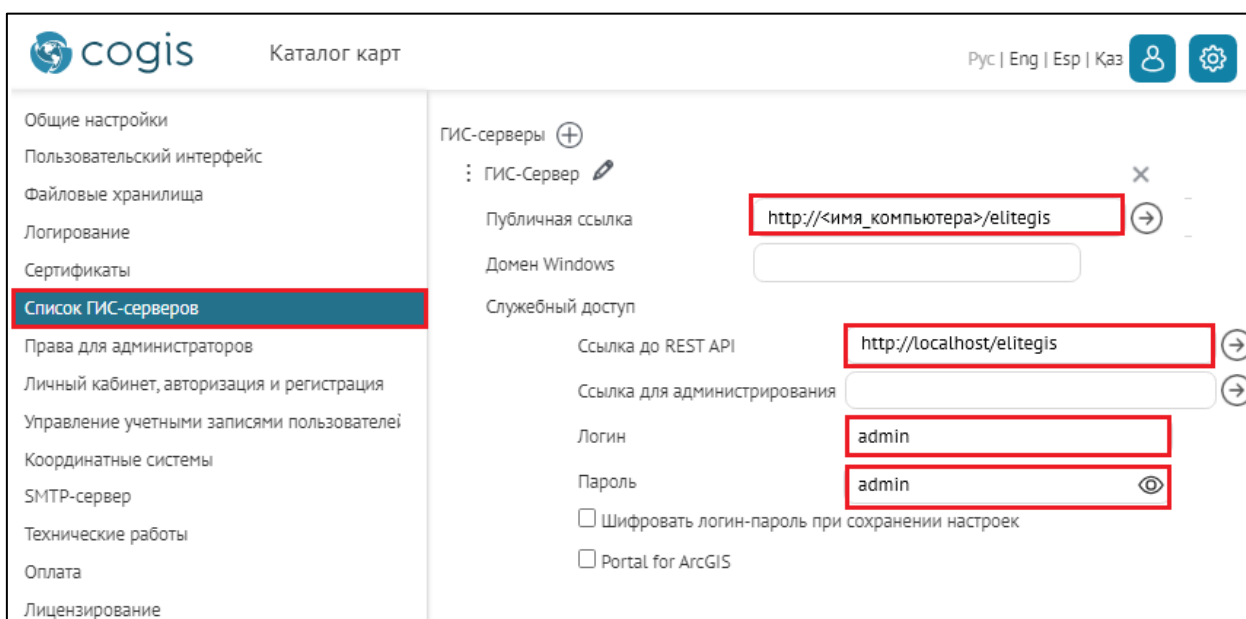 cogis
Каталог карт
Рус | Eng | Esp | Қаз
Общие настройки
Пользовательский интерфейс
Файловые хранилища
Логирование
Сертификаты
Список ГИС-серверов
Права для администраторов
Личный кабинет, авторизация и регистрация
Управление учетными записями пользователей
Координатные системы
SMTP-сервер
Технические работы
Оплата
Лицензирование
ГИС-серверы
ГИС-Сервер
Публичная ссылка
http://<имя_компьютера>/elitegis
Домен Windows
Служебный доступ
Ссылка до REST API
http://localhost/elitegis
Ссылка для администрирования
Логин
admin
Пароль
admin
Шифровать логин-пароль при сохранении настроек
Portal for ArcGIS